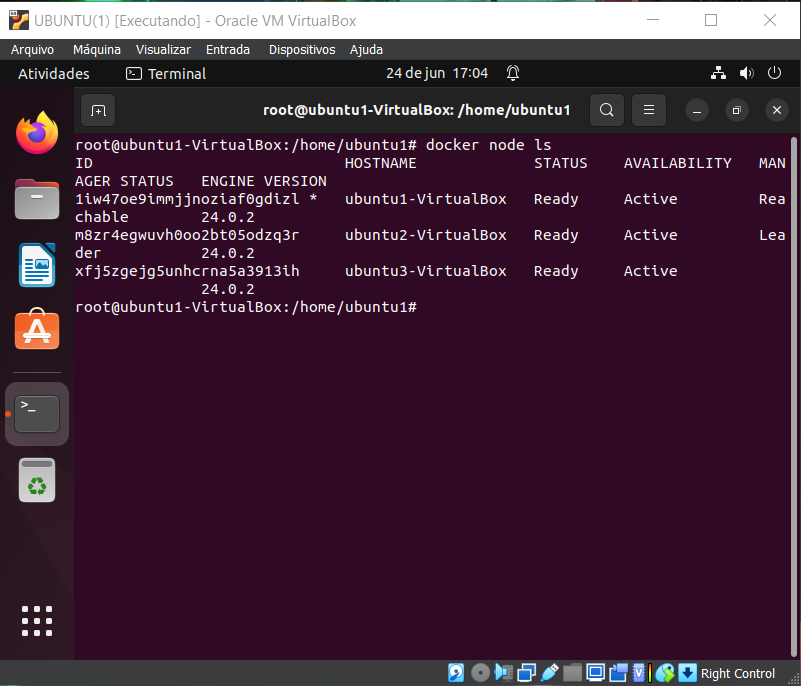 UBUNTU(1) [Executando] - Oracle VM VirtualBox
Arquivo Máquina Visualizar Entrada Dispositivos Ajuda
Atividades Terminal 24 de jun 17:04
root@ubuntu1-VirtualBox: /home/ubuntu1
root@ubuntu1-VirtualBox:/home/ubuntu1# docker node ls
ID HOSTNAME STATUS AVAILABILITY MAN
AGER STATUS ENGINE VERSION
1iw47oe9immjjnoziaf0gdizl * ubuntu1-VirtualBox Ready Active Rea
chable 24.0.2
m8zr4egwuvh0oo2bt05odzq3r ubuntu2-VirtualBox Ready Active Lea
der 24.0.2
xfj5zgejg5unhcrna5a3913ih ubuntu3-VirtualBox Ready Active
24.0.2
root@ubuntu1-VirtualBox:/home/ubuntu1#
Right Control